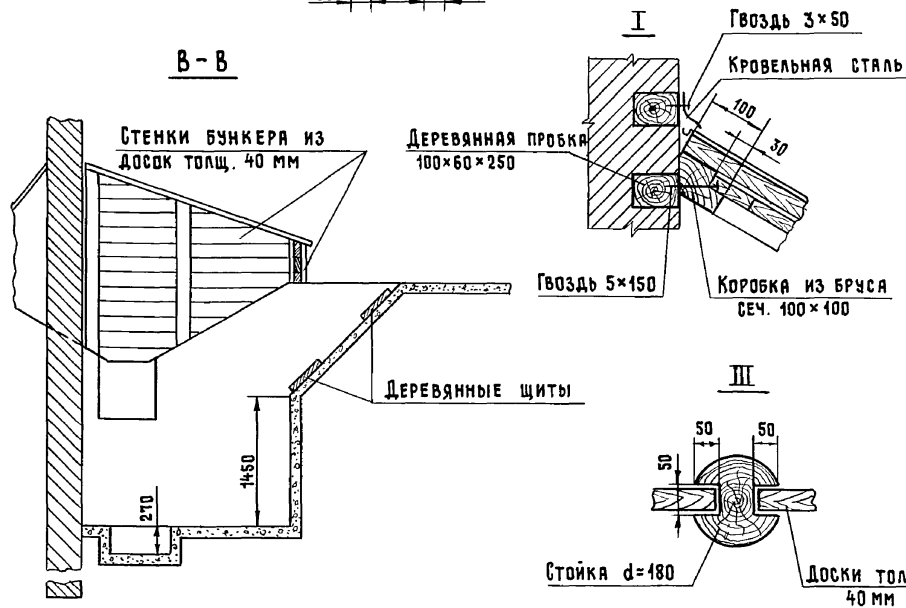 В-В
Стенки бункера из
досок толщ. 40 мм
1450
210
Деревянные щиты
I
Гвоздь 3×50
Кровельная сталь
100
30
Деревянная пробка
100×60×250
Гвоздь 5×150
Коробка из бруса
сеч. 100×100
III
50
50
50
Стойка d=180
Доски тол
40 мм